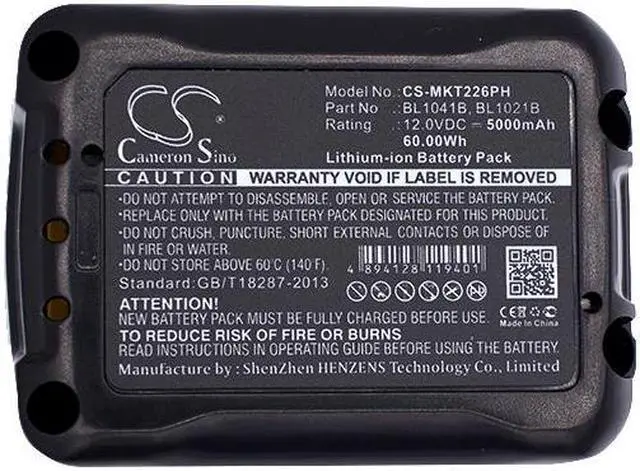 CS
Cameron Sino
Model No.: CS-MKT226PH
Part No : BL1041B, BL1021B
Rating : 12.0VDC ⎓ 5000mAh
60.00Wh
Lithium-ion Battery Pack
CAUTION WARRANTY VOID IF LABEL IS REMOVED
•DO NOT ATTEMPT TO DISASSEMBLE, OPEN OR SERVICE THE BATTERY PACK.
•REPLACE ONLY WITH THE BATTERY PACK DESIGNATED FOR THIS PRODUCT.
•DO NOT CRUSH, PUNCTURE, SHORT EXTERNAL CONTACTS OR DISPOSE OF
IN FIRE OR WATER.
•DO NOT STORE ABOVE 60℃ (140℉).
Standard:GB/T18287-2013
4 894128 119401
ATTENTION!
NEW BATTERY PACK MUST BE FULLY CHARGED BEFORE USE.
TO REDUCE RISK OF FIRE OR BURNS
READ INSTRUCTIONS IN OPERATING GUIDE BEFORE FIRST USE.
Manufacture by : ShenZhen HENZENS Technology Co., Limited
CE
Made In China